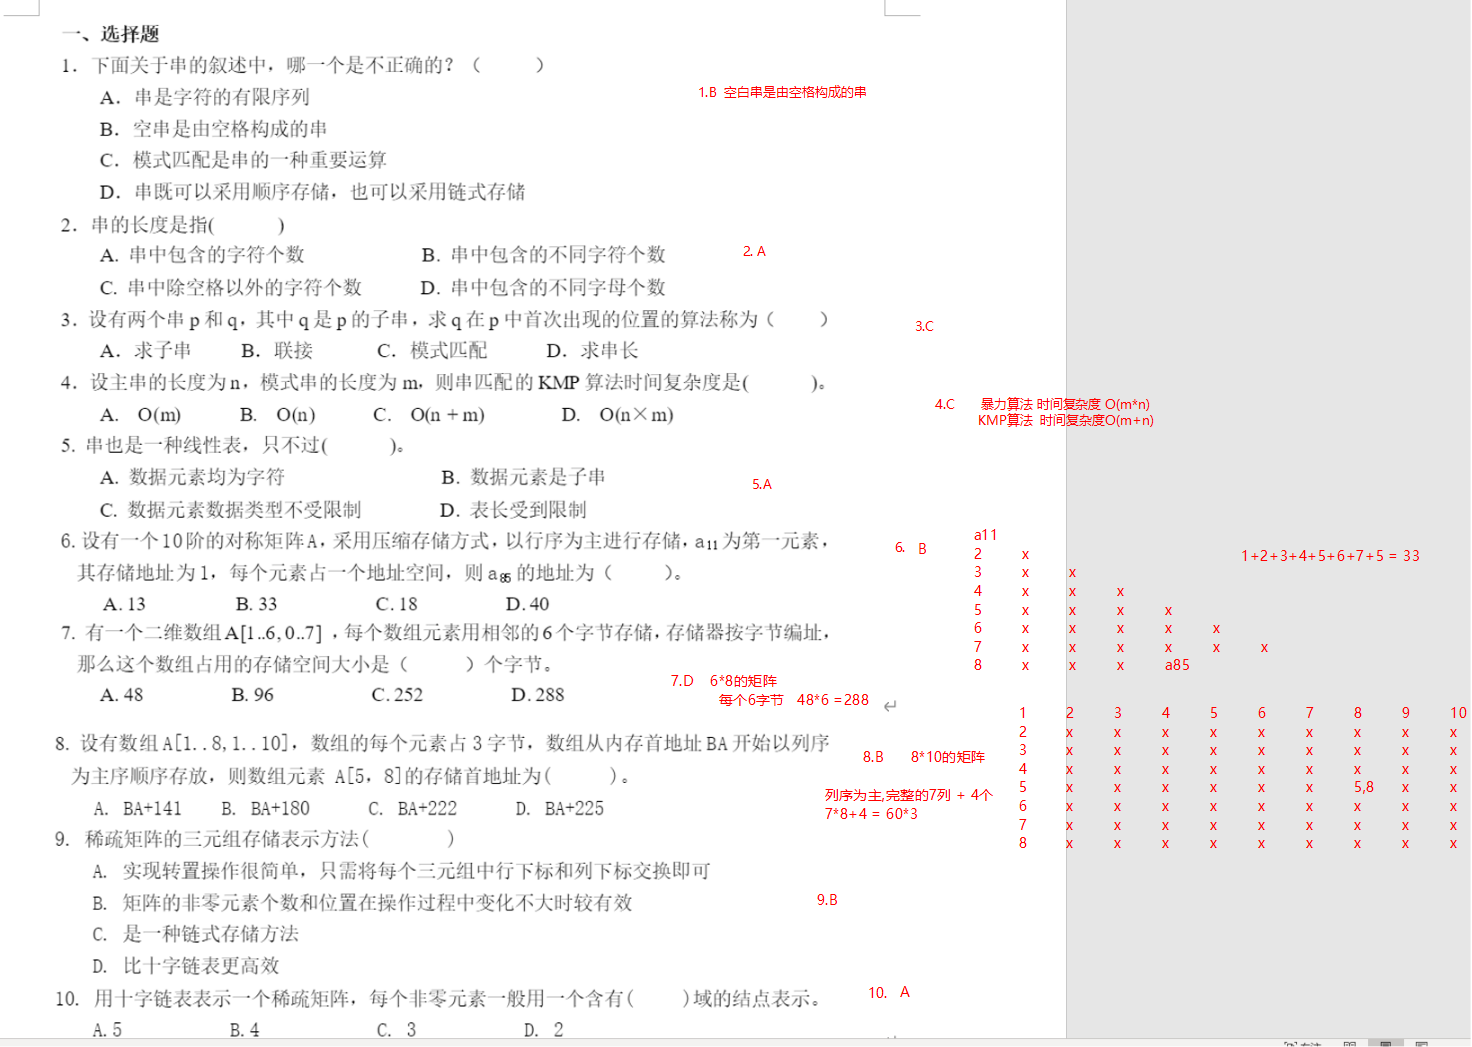 一、选择题
1. 下面关于串的叙述中，哪一个是不正确的？（　　）
1.B 空白串是由空格构成的串
A. 串是字符的有限序列
B. 空串是由空格构成的串
C. 模式匹配是串的一种重要运算
D. 串既可以采用顺序存储，也可以采用链式存储
2. 串的长度是指(　　)
A. 串中包含的字符个数 B. 串中包含的不同字符个数
2. A
C. 串中除空格以外的字符个数 D. 串中包含的不同字母个数
3. 设有两个串 p 和 q，其中 q 是 p 的子串，求 q 在 p 中首次出现的位置的算法称为（　　）
3.C
A. 求子串 B. 联接 C. 模式匹配 D. 求串长
4. 设主串的长度为 n，模式串的长度为 m，则串匹配的 KMP 算法时间复杂度是(　　)。
A. O(m) B. O(n) C. O(n + m) D. O(n×m)
4.C 暴力算法 时间复杂度 O(m*n)
KMP算法 时间复杂度O(m+n)
5. 串也是一种线性表，只不过(　　)。
A. 数据元素均为字符 B. 数据元素是子串
5.A
C. 数据元素数据类型不受限制 D. 表长受到限制
6. 设有一个10阶的对称矩阵A，采用压缩存储方式，以行序为主进行存储，a11为第一元素，
其存储地址为1，每个元素占一个地址空间，则a85的地址为（　　）。
A. 13 B. 33 C. 18 D. 40
6. B
a11
2 x
1+2+3+4+5+6+7+5 = 33
3 x x
4 x x x
5 x x x x
6 x x x x x
7 x x x x x x
8 x x x a85
7. 有一个二维数组A[1..6, 0..7]，每个数组元素用相邻的6个字节存储，存储器按字节编址，
那么这个数组占用的存储空间大小是（　　）个字节。
A. 48 B. 96 C. 252 D. 288
7.D 6*8的矩阵
每个6字节 48*6 =288
8. 设有数组A[1..8,1..10]，数组的每个元素占3字节，数组从内存首地址BA开始以列序
为主序顺序存放，则数组元素 A[5，8]的存储首地址为(　　)。
A. BA+141 B. BA+180 C. BA+222 D. BA+225
8.B 8*10的矩阵
列序为主,完整的7列 + 4个
7*8+4 = 60*3
1 2 3 4 5 6 7 8 9 10
2 x x x x x x x x x
3 x x x x x x x x x
4 x x x x x x x x x
5 x x x x x x 5,8 x x
6 x x x x x x x x x
7 x x x x x x x x x
8 x x x x x x x x x
9. 稀疏矩阵的三元组存储表示方法(　　)
A. 实现转置操作很简单，只需将每个三元组中行下标和列下标交换即可
B. 矩阵的非零元素个数和位置在操作过程中变化不大时较有效
9.B
C. 是一种链式存储方法
D. 比十字链表更高效
10. 用十字链表表示一个稀疏矩阵，每个非零元素一般用一个含有(　　)域的结点表示。
10. A
A.5 B.4 C. 3 D. 2